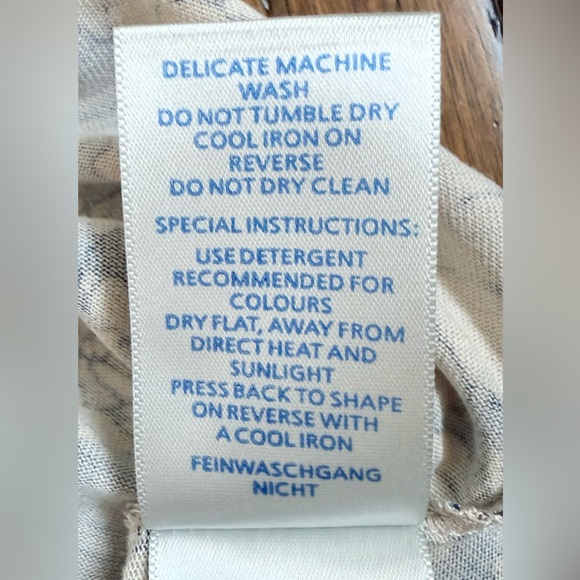 DELICATE MACHINE
WASH
DO NOT TUMBLE DRY
COOL IRON ON
REVERSE
DO NOT DRY CLEAN
SPECIAL INSTRUCTIONS:
USE DETERGENT
RECOMMENDED FOR
COLOURS
DRY FLAT, AWAY FROM
DIRECT HEAT AND
SUNLIGHT
PRESS BACK TO SHAPE
ON REVERSE WITH
A COOL IRON
FEINWASCHGANG
NICHT